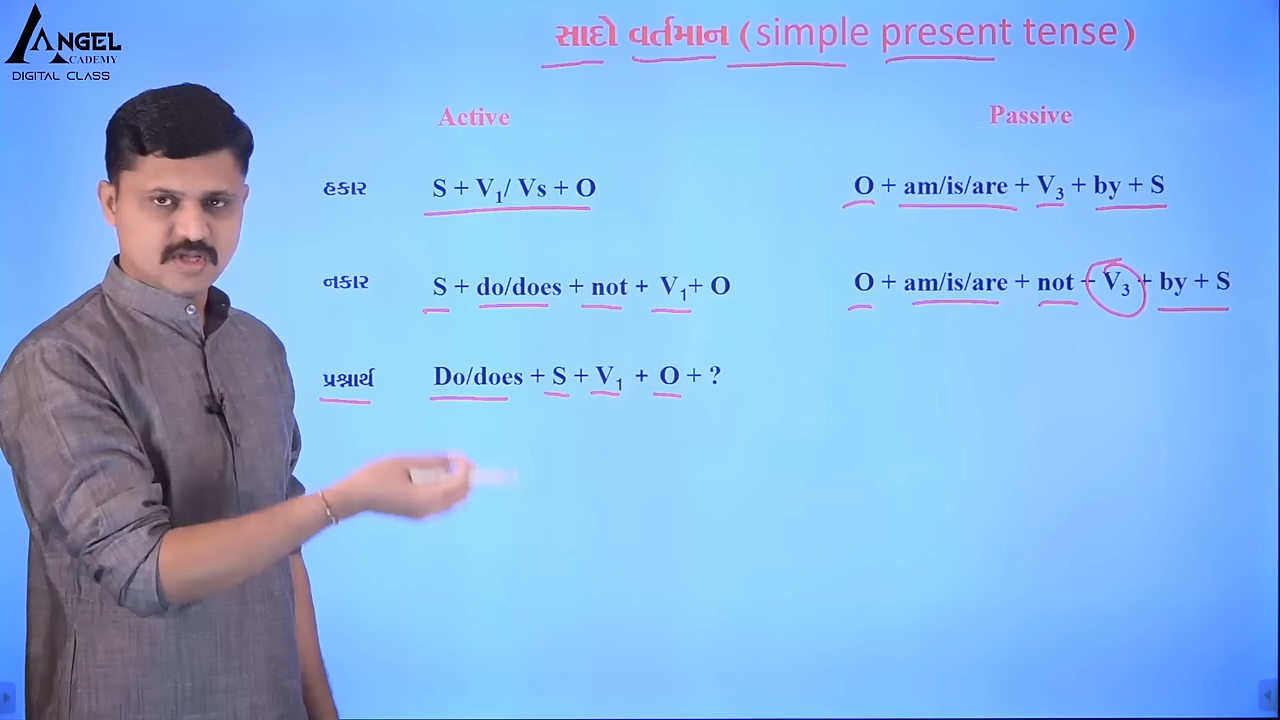 ANGEL
ACADEMY
DIGITAL CLASS
સાદો વર્તમાન (simple present tense)
Active Passive
હકાર S + V1/ Vs + O O + am/is/are + V3 + by + S
નકાર S + do/does + not + V1+ O O + am/is/are + not + V3 + by + S
પ્રશ્નાર્થ Do/does + S + V1 + O + ?